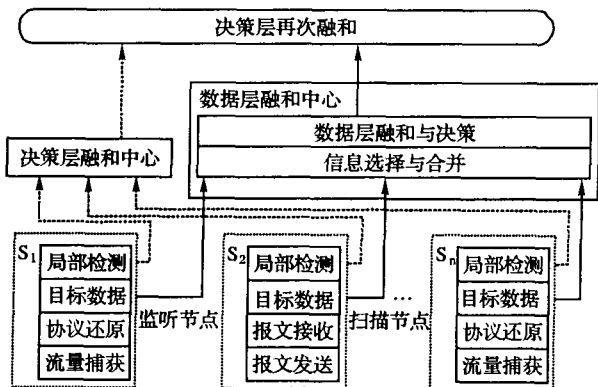 决策层再次融和
数据层融和中心
数据层融和与决策
决策层融和中心
信息选择与合并
S1
局部检测
目标数据
协议还原
流量捕获
监听节点
S2
局部检测
目标数据
报文接收
报文发送
扫描节点
…
Sn
局部检测
目标数据
协议还原
流量捕获